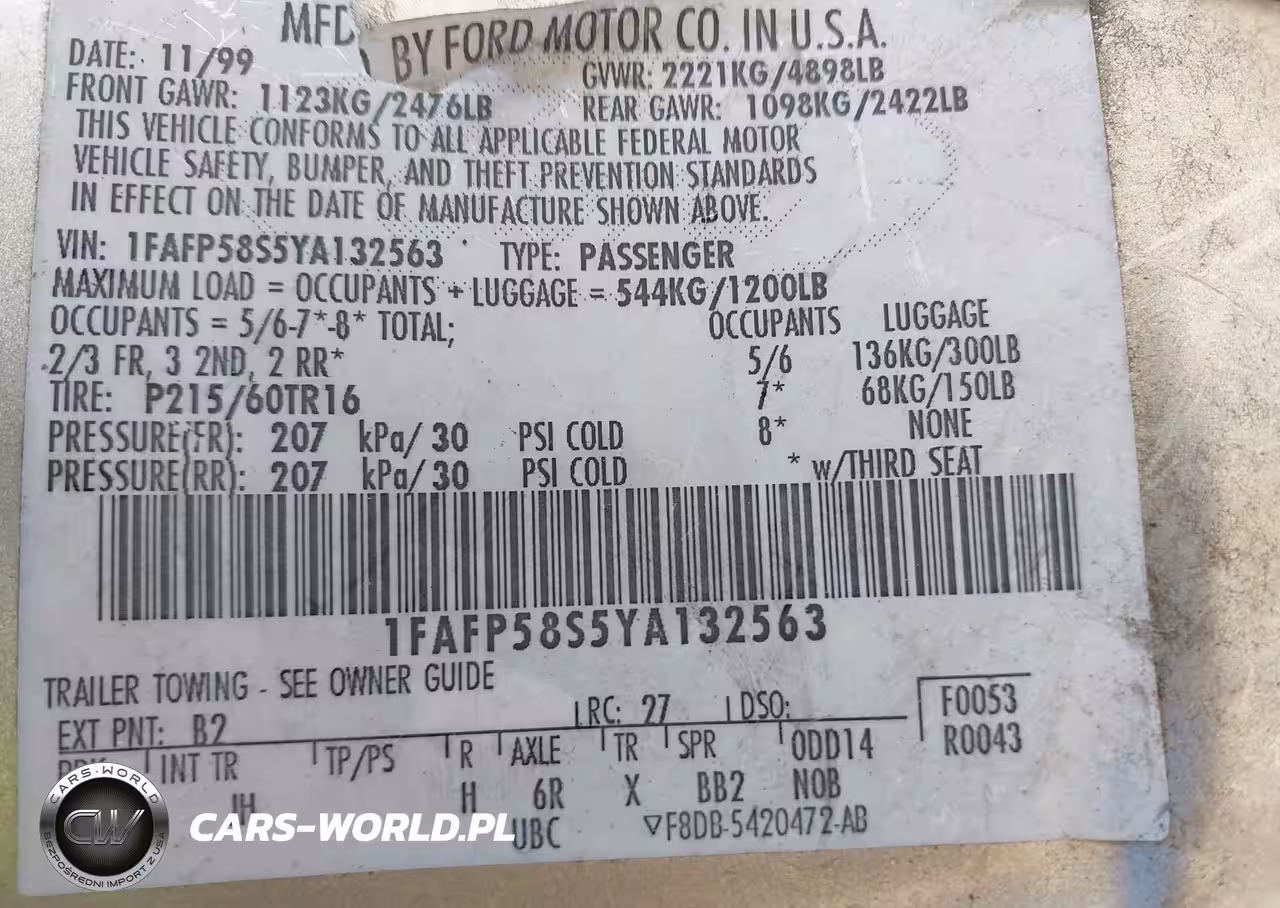 MFD BY FORD MOTOR CO. IN U.S.A.
DATE: 11/99 GVWR: 2221KG/4898LB
FRONT GAWR: 1123KG/2476LB REAR GAWR: 1098KG/2422LB
THIS VEHICLE CONFORMS TO ALL APPLICABLE FEDERAL MOTOR
VEHICLE SAFETY, BUMPER, AND THEFT PREVENTION STANDARDS
IN EFFECT ON THE DATE OF MANUFACTURE SHOWN ABOVE.
VIN: 1FAFP58S5YA132563 TYPE: PASSENGER
MAXIMUM LOAD = OCCUPANTS + LUGGAGE = 544KG/1200LB
OCCUPANTS = 5/6-7*-8* TOTAL; OCCUPANTS LUGGAGE
2/3 FR, 3 2ND, 2 RR* 5/6 136KG/300LB
TIRE: P215/60TR16 7* 68KG/150LB
PRESSURE(FR): 207 kPa/ 30 PSI COLD 8* NONE
PRESSURE(RR): 207 kPa/ 30 PSI COLD * w/THIRD SEAT
1FAFP58S5YA132563
TRAILER TOWING - SEE OWNER GUIDE
EXT PNT: B2 RC: 27 DSO: F0053
INT TR TP/PS R AXLE TR SPR ODD14 R0043
H 6R X BB2 NOB
UBC ▽F8DB-5420472-AB
CARS-WORLD
CW
BEZPOŚREDNI IMPORT Z USA
CARS-WORLD.PL